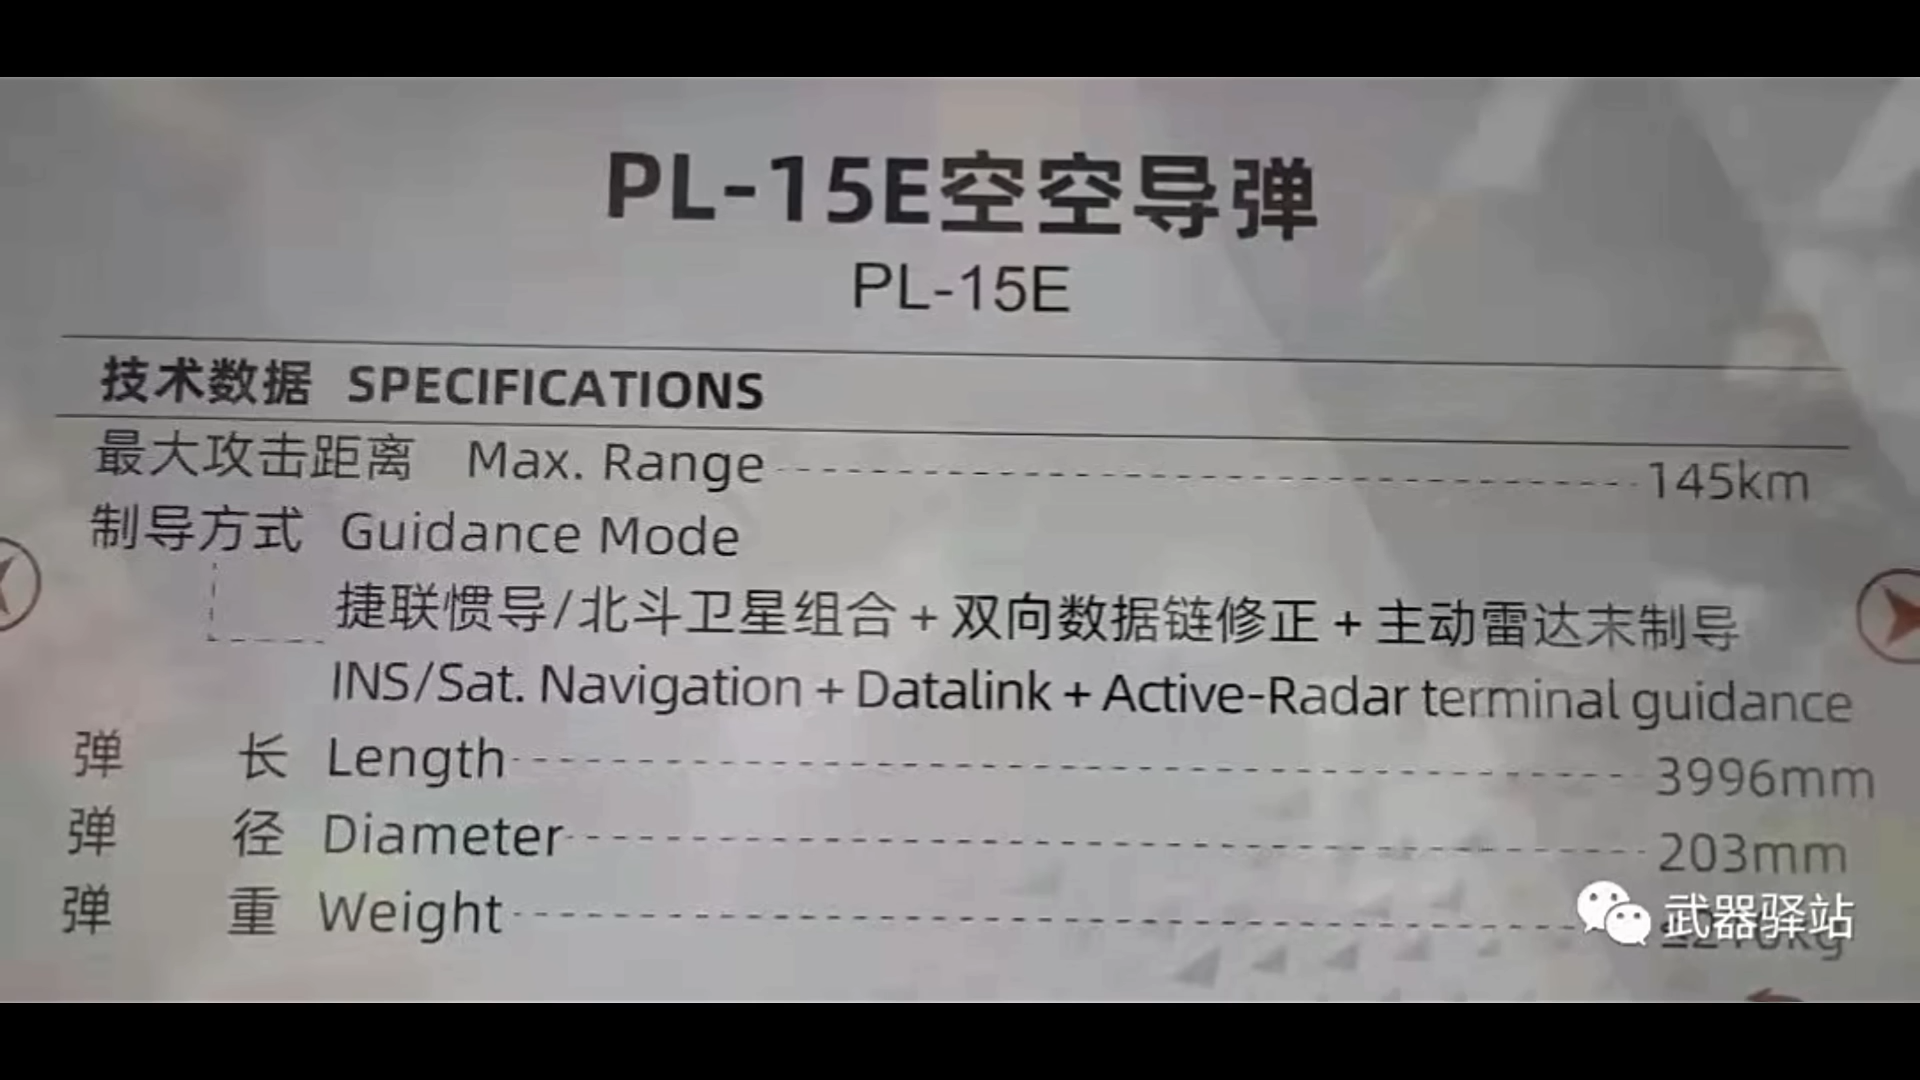 PL-15E空空导弹
PL-15E
技术数据 SPECIFICATIONS
最大攻击距离 Max. Range 145km
制导方式 Guidance Mode
捷联惯导/北斗卫星组合+双向数据链修正+主动雷达末制导
INS/Sat. Navigation + Datalink + Active-Radar terminal guidance
弹 长 Length 3996mm
弹 径 Diameter 203mm
弹 重 Weight
武器驿站